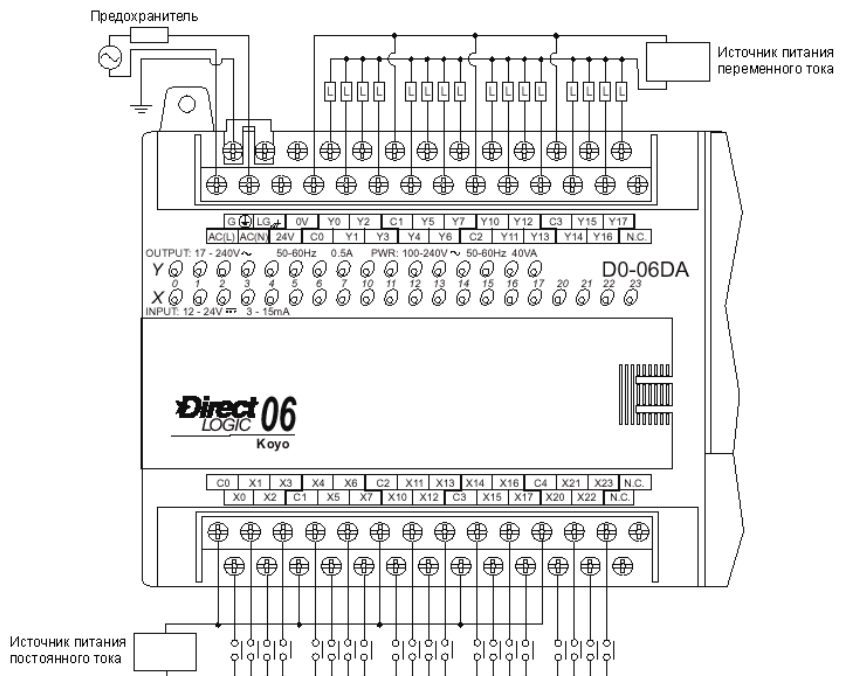 Предохранитель
Источник питания
переменного тока
L L L L L L L L L L L L L L L L
G LG 0V Y0 Y2 C1 Y5 Y7 Y10 Y12 C3 Y15 Y17
AC(L) AC(N) 24V C0 Y1 Y3 Y4 Y6 C2 Y11 Y13 Y14 Y16 N.C.
OUTPUT: 17 - 240V~ 50-60Hz 0.5A PWR: 100-240V~ 50-60Hz 40VA
Y
D0-06DA
0 1 2 3 4 5 6 7 10 11 12 13 14 15 16 17 20 21 22 23
X
INPUT: 12 - 24V 3 - 15mA
Direct
LOGIC
06
Koyo
C0 X1 X3 X4 X6 C2 X11 X13 X14 X16 C4 X21 X23 N.C.
X0 X2 C1 X5 X7 X10 X12 C3 X15 X17 X20 X22 N.C.
Источник питания
постоянного тока